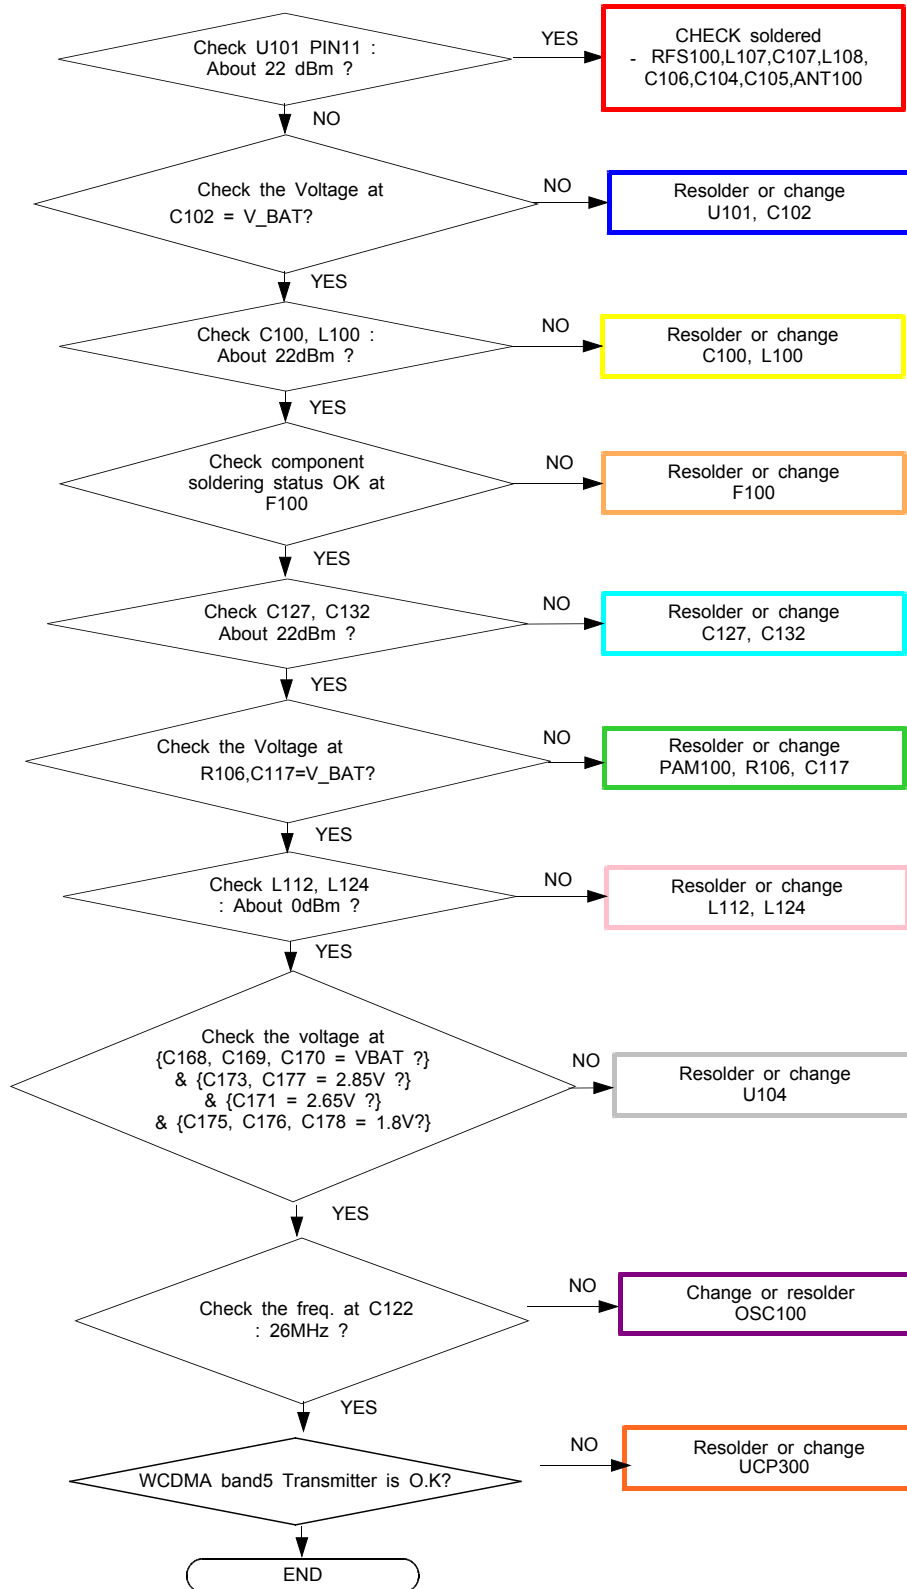 Check U101 PIN11 :
About 22 dBm ?
YES
CHECK soldered
- RFS100,L107,C107,L108,
C106,C104,C105,ANT100
NO
Check the Voltage at
C102 = V_BAT?
NO
Resolder or change
U101, C102
YES
Check C100, L100 :
About 22dBm ?
NO
Resolder or change
C100, L100
YES
Check component
soldering status OK at
F100
NO
Resolder or change
F100
YES
Check C127, C132
About 22dBm ?
NO
Resolder or change
C127, C132
YES
Check the Voltage at
R106,C117=V_BAT?
NO
Resolder or change
PAM100, R106, C117
YES
Check L112, L124
: About 0dBm ?
NO
Resolder or change
L112, L124
YES
Check the voltage at
{C168, C169, C170 = VBAT ?}
& {C173, C177 = 2.85V ?}
& {C171 = 2.65V ?}
& {C175, C176, C178 = 1.8V?}
NO
Resolder or change
U104
YES
Check the freq. at C122
: 26MHz ?
NO
Change or resolder
OSC100
YES
WCDMA band5 Transmitter is O.K?
NO
Resolder or change
UCP300
END